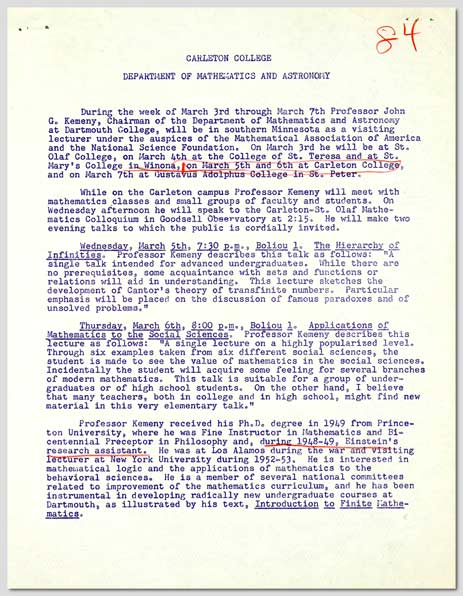 84
CARLETON COLLEGE
DEPARTMENT OF MATHEMATICS AND ASTRONOMY
During the week of March 3rd through March 7th Professor John
G. Kemeny, Chairman of the Department of Mathematics and Astronomy
at Dartmouth College, will be in southern Minnesota as a visiting
lecturer under the auspices of the Mathematical Association of America
and the National Science Foundation. On March 3rd he will be at St.
Olaf College, on March 4th at the College of St. Teresa and at St.
Mary's College in Winona, on March 5th and 6th at Carleton College,
and on March 7th at Gustavus Adolphus College in St. Peter.
While on the Carleton campus Professor Kemeny will meet with
mathematics classes and small groups of faculty and students. On
Wednesday afternoon he will speak to the Carleton-St. Olaf Mathe-
matics Colloquium in Goodsell Observatory at 2:15. He will make two
evening talks to which the public is cordially invited.
Wednesday, March 5th, 7:30 p.m., Boliou 1. The Hierarchy of
Infinities. Professor Kemeny describes this talk as follows: "A
single talk intended for advanced undergraduates. While there are
no prerequisites, some acquaintance with sets and functions or
relations will aid in understanding. This lecture sketches the
development of Cantor's theory of transfinite numbers. Particular
emphasis will be placed on the discussion of famous paradoxes and of
unsolved problems."
Thursday, March 6th, 8:00 p.m., Boliou 1. Applications of
Mathematics to the Social Sciences. Professor Kemeny describes this
lecture as follows: "A single lecture on a highly popularized level.
Through six examples taken from six different social sciences, the
student is made to see the value of mathematics in the social sciences.
Incidentally the student will acquire some feeling for several branches
of modern mathematics. This talk is suitable for a group of under-
graduates or of high school students. On the other hand, I believe
that many teachers, both in college and in high school, might find new
material in this very elementary talk."
Professor Kemeny received his Ph.D. degree in 1949 from Prince-
ton University, where he was Fine Instructor in Mathematics and Bi-
centennial Preceptor in Philosophy and, during 1948-49, Einstein's
research assistant. He was at Los Alamos during the war and visiting
lecturer at New York University during 1952-53. He is interested in
mathematical logic and the applications of mathematics to the
behavioral sciences. He is a member of several national committees
related to improvement of the mathematics curriculum, and he has been
instrumental in developing radically new undergraduate courses at
Dartmouth, as illustrated by his text, Introduction to Finite Mathe-
matics.